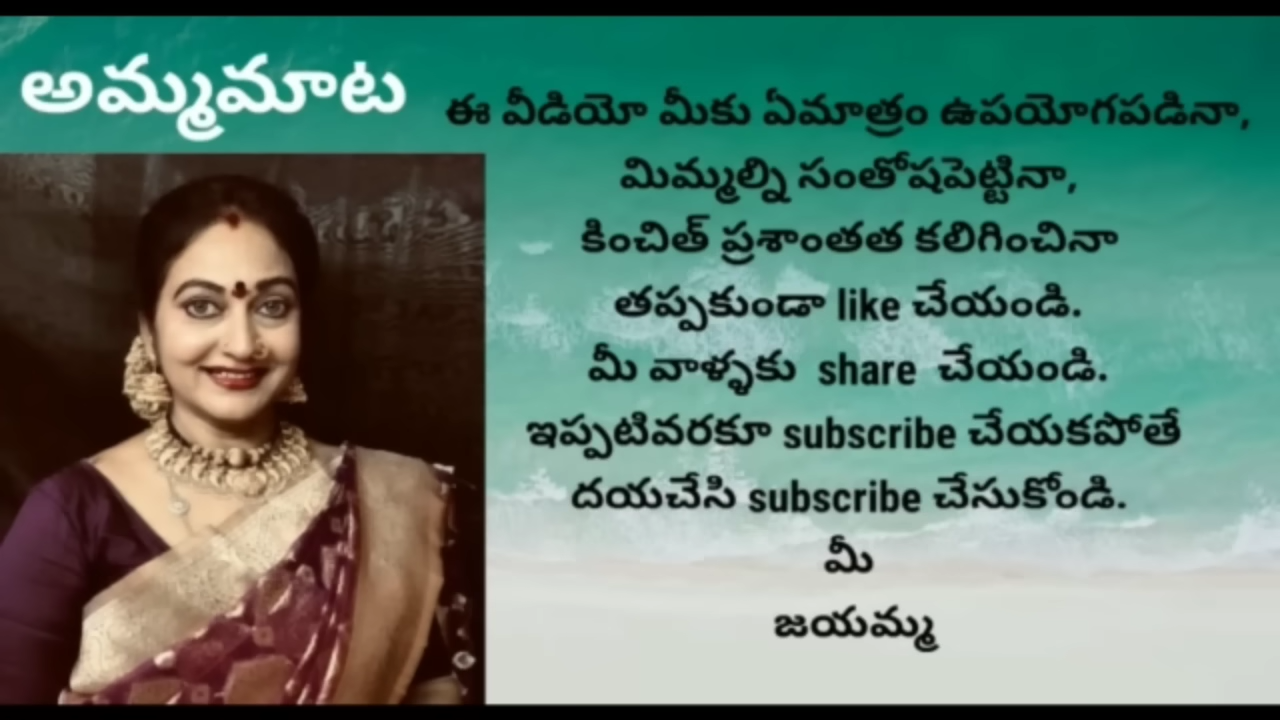 అమ్మమాట
ఈ వీడియో మీకు ఏమాత్రం ఉపయోగపడినా,
మిమ్మల్ని సంతోషపెట్టినా,
కించిత్ ప్రశాంతత కలిగించినా
తప్పకుండా like చేయండి.
మీ వాళ్ళకు share చేయండి.
ఇప్పటివరకూ subscribe చేయకపోతే
దయచేసి subscribe చేసుకోండి.
మీ
జయమ్మ